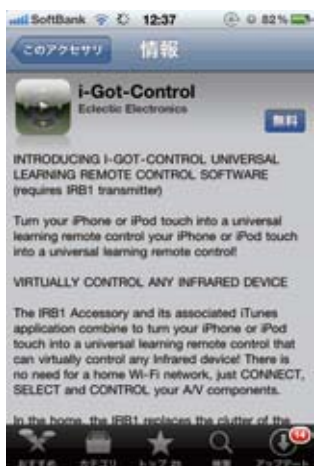 SoftBank 12:37 82%
このアクセサリ 情報
i-Got-Control
Eclectic Electronics
無料
INTRODUCING I-GOT-CONTROL UNIVERSAL
LEARNING REMOTE CONTROL SOFTWARE
(requires IRB1 transmitter)
Turn your iPhone or iPod touch into a universal
learning remote control your iPhone or iPod touch
into a universal learning remote control!
VIRTUALLY CONTROL ANY INFRARED DEVICE
The IRB1 Accessory and its associated iTunes
application combine to turn your iPhone or iPod
touch into a universal learning remote control that
can virtually control any Infrared device! There is
no need for a home Wi-Fi network, just CONNECT,
SELECT and CONTROL your A/V components.
In the home, the IRB1 replaces the clutter of the
14
おすすめ カテゴリ トップ25 検索 アップデート